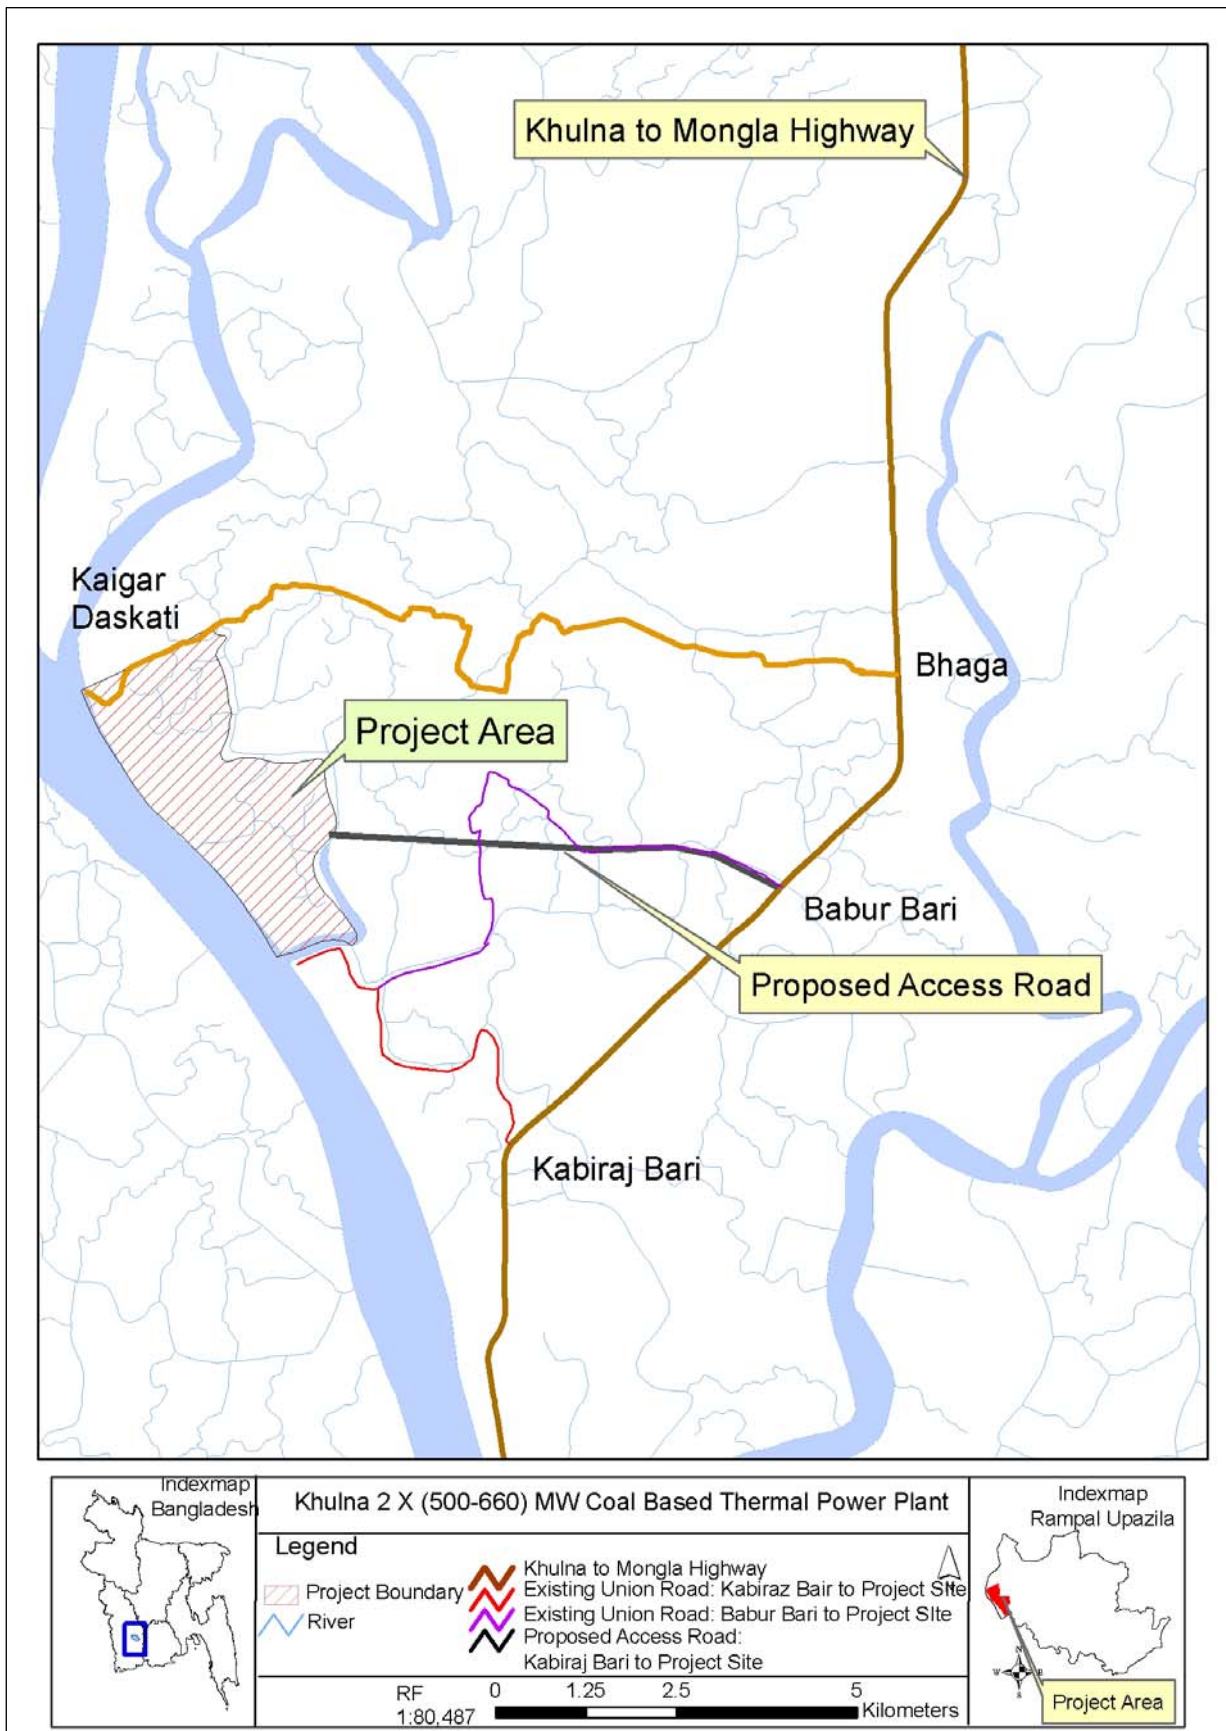 Khulna to Mongla Highway
Kaigar
Daskati
Bhaga
Project Area
Babur Bari
Proposed Access Road
Kabiraj Bari
Indexmap
Bangladesh
Khulna 2 X (500-660) MW Coal Based Thermal Power Plant
Legend
Project Boundary
River
Khulna to Mongla Highway
Existing Union Road: Kabiraz Bair to Project Site
Existing Union Road: Babur Bari to Project SIte
Proposed Access Road:
Kabiraj Bari to Project Site
N
RF
1:80,487
0 1.25 2.5 5
Kilometers
Indexmap
Rampal Upazila
N
W E
S
Project Area